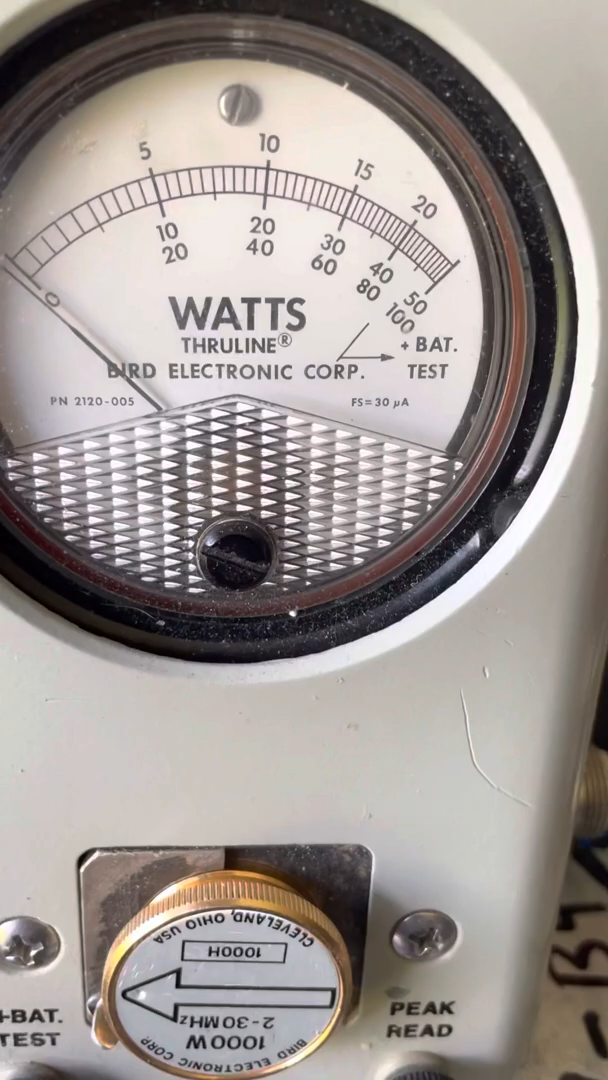 5 10 15 20
10 20 30 40 50
20 40 60 80 100
0
WATTS
THRULINE®
+ BAT.
BIRD ELECTRONIC CORP. TEST
PN 2120-005 FS=30 µA
CLEVELAND, OHIO USA
1000H
2-30MHz
1000W
BIRD ELECTRONIC CORP.
+BAT.
TEST
PEAK
READ